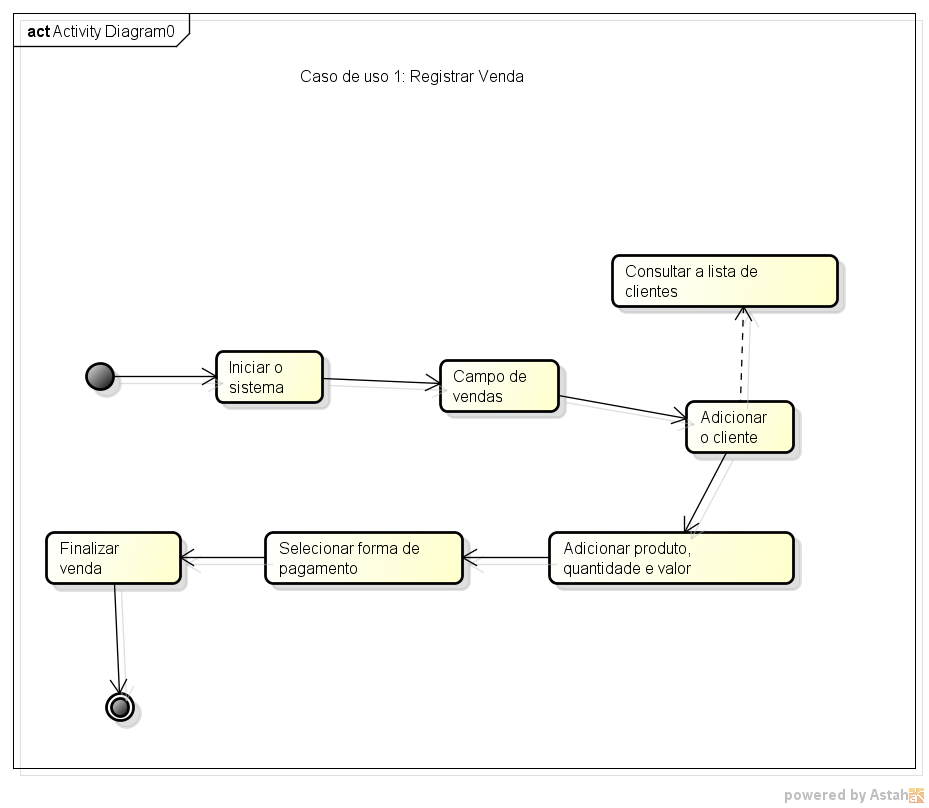 act Activity Diagram0
Caso de uso 1: Registrar Venda
Consultar a lista de
clientes
Iniciar o
sistema
Campo de
vendas
Adicionar
o cliente
Finalizar
venda
Selecionar forma de
pagamento
Adicionar produto,
quantidade e valor
powered by Astah